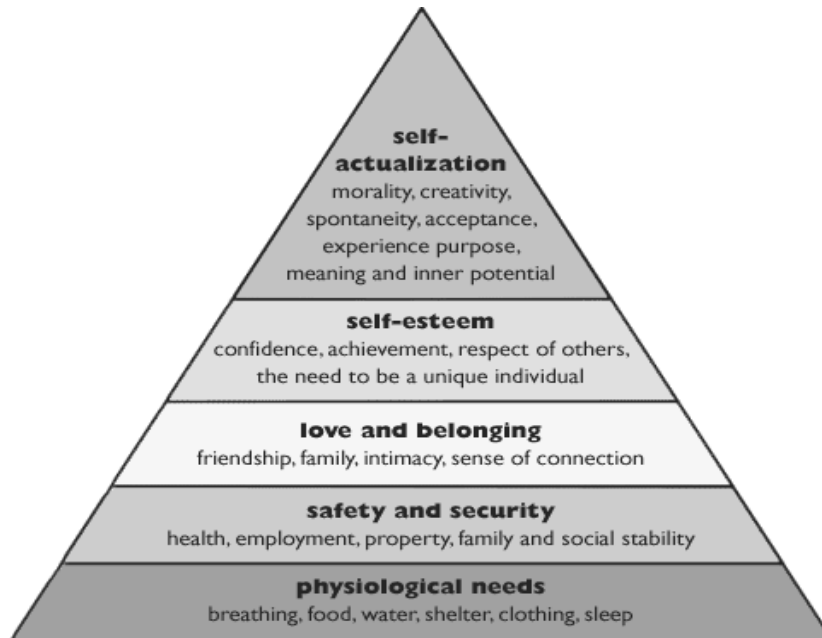 self-
actualization
morality, creativity,
spontaneity, acceptance,
experience purpose,
meaning and inner potential
self-esteem
confidence, achievement, respect of others,
the need to be a unique individual
love and belonging
friendship, family, intimacy, sense of connection
safety and security
health, employment, property, family and social stability
physiological needs
breathing, food, water, shelter, clothing, sleep